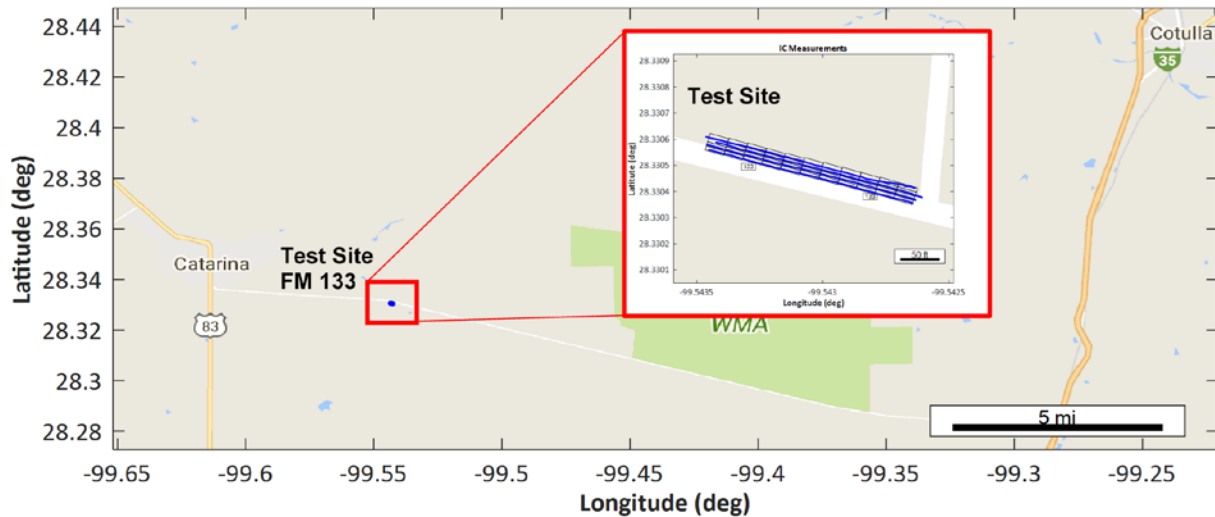 28.44
28.42
28.4
28.38
28.36
28.34
28.32
28.3
28.28
Latitude (deg)
-99.65
-99.6
-99.55
-99.5
-99.45
-99.4
-99.35
-99.3
-99.25
Longitude (deg)
Catarina
83
Test Site
FM 133
WMA
Cotulla
35
5 mi
IC Measurements
Test Site
28.3309
28.3308
28.3307
28.3306
28.3305
28.3304
28.3303
28.3302
28.3301
Latitude (deg)
133
133
50 ft
-99.5435
-99.543
-99.5425
Longitude (deg)